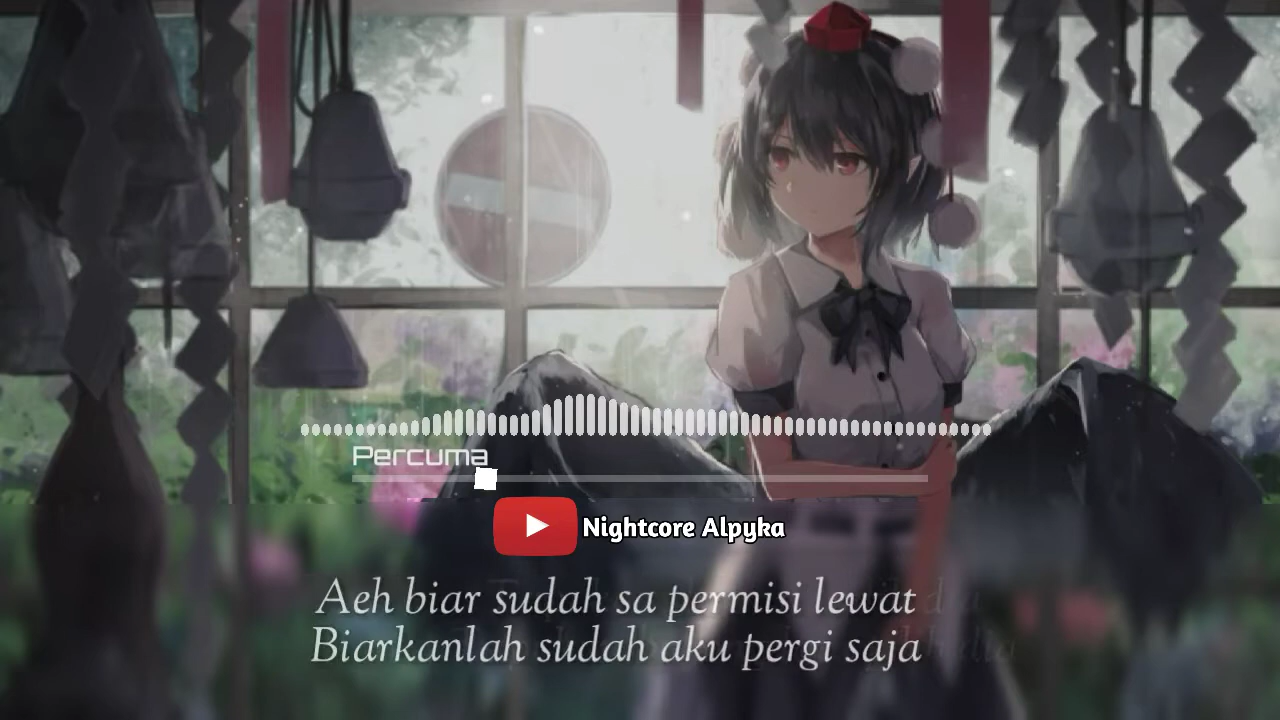 Percuma
Nightcore Alpyka
Aeh biar sudah sa permisi lewat
Biarkanlah sudah aku pergi saja